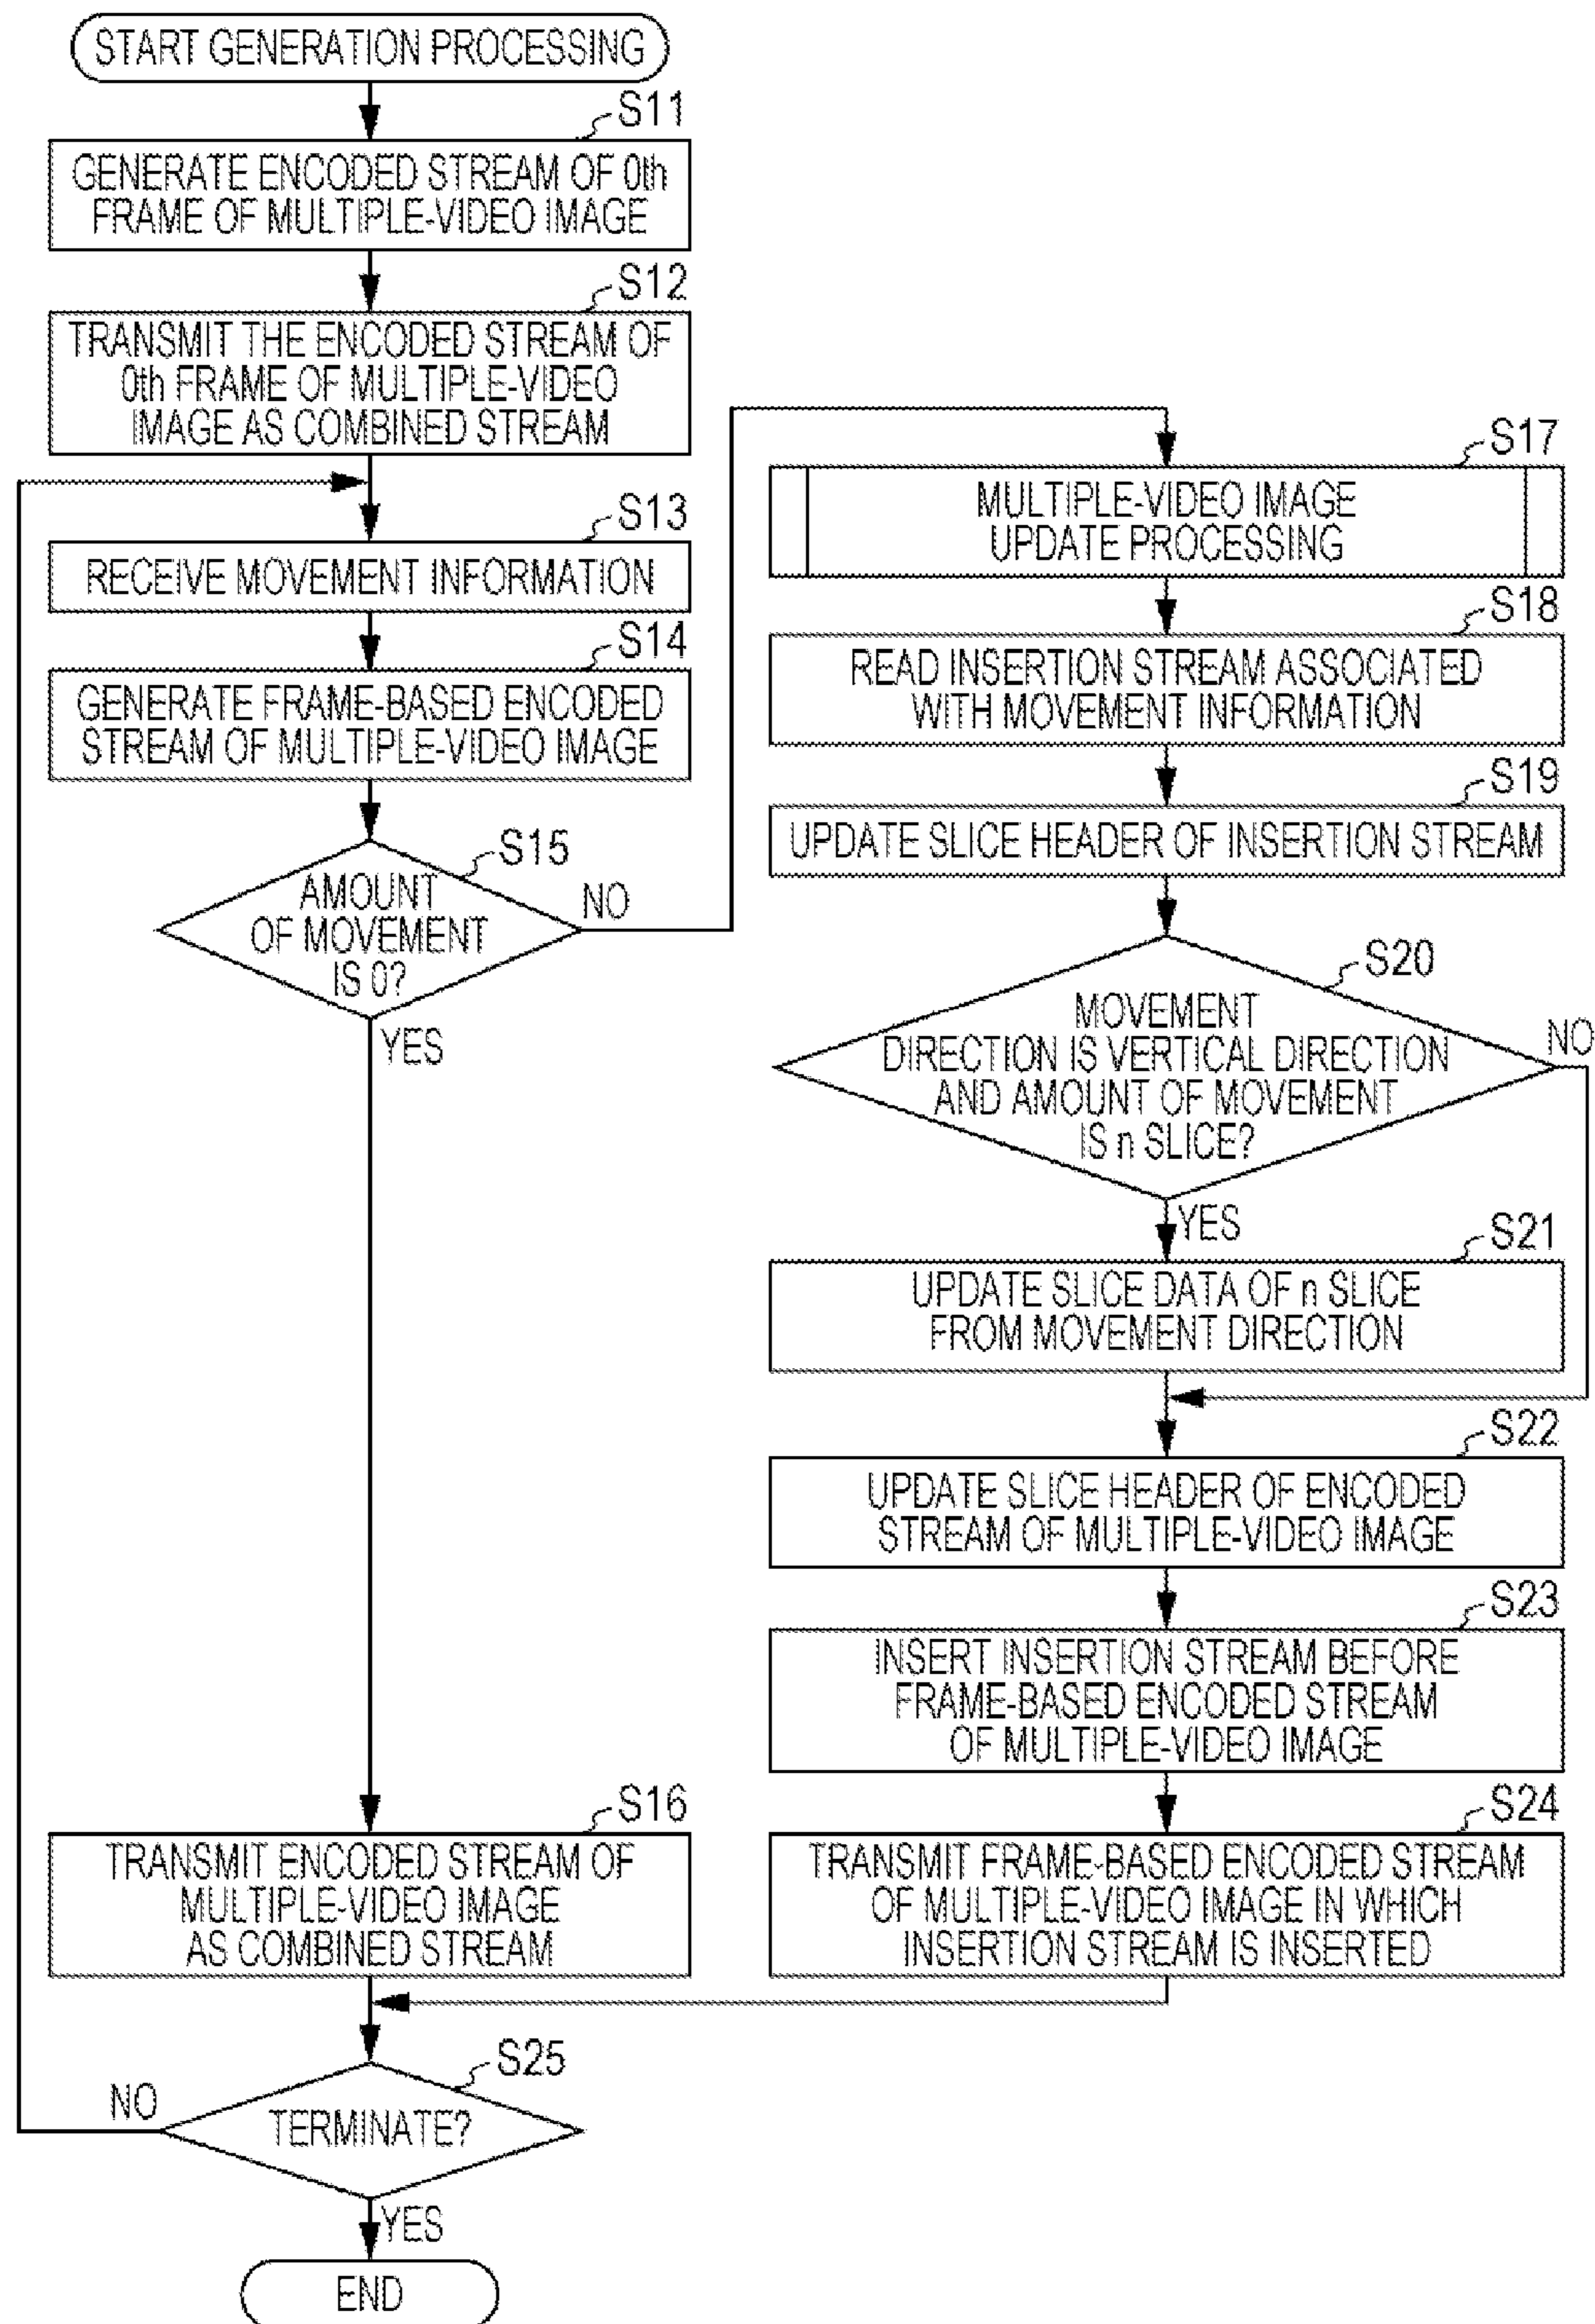 START GENERATION PROCESSING
S11
GENERATE ENCODED STREAM OF 0th
FRAME OF MULTIPLE-VIDEO IMAGE
S12
TRANSMIT THE ENCODED STREAM OF
0th FRAME OF MULTIPLE-VIDEO
IMAGE AS COMBINED STREAM
S13
RECEIVE MOVEMENT INFORMATION
S14
GENERATE FRAME-BASED ENCODED
STREAM OF MULTIPLE-VIDEO IMAGE
S15
AMOUNT
OF MOVEMENT
IS 0?
NO
YES
S16
TRANSMIT ENCODED STREAM OF
MULTIPLE-VIDEO IMAGE
AS COMBINED STREAM
S17
MULTIPLE-VIDEO IMAGE
UPDATE PROCESSING
S18
READ INSERTION STREAM ASSOCIATED
WITH MOVEMENT INFORMATION
S19
UPDATE SLICE HEADER OF INSERTION STREAM
S20
MOVEMENT
DIRECTION IS VERTICAL DIRECTION
AND AMOUNT OF MOVEMENT
IS n SLICE?
NO
YES
S21
UPDATE SLICE DATA OF n SLICE
FROM MOVEMENT DIRECTION
S22
UPDATE SLICE HEADER OF ENCODED
STREAM OF MULTIPLE-VIDEO IMAGE
S23
INSERT INSERTION STREAM BEFORE
FRAME-BASED ENCODED STREAM
OF MULTIPLE-VIDEO IMAGE
S24
TRANSMIT FRAME-BASED ENCODED STREAM
OF MULTIPLE-VIDEO IMAGE IN WHICH
INSERTION STREAM IS INSERTED
S25
TERMINATE?
NO
YES
END